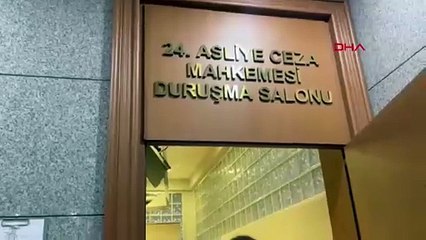 DHA
24. ASLİYE CEZA
MAHKEMESİ
DURUŞMA SALONU